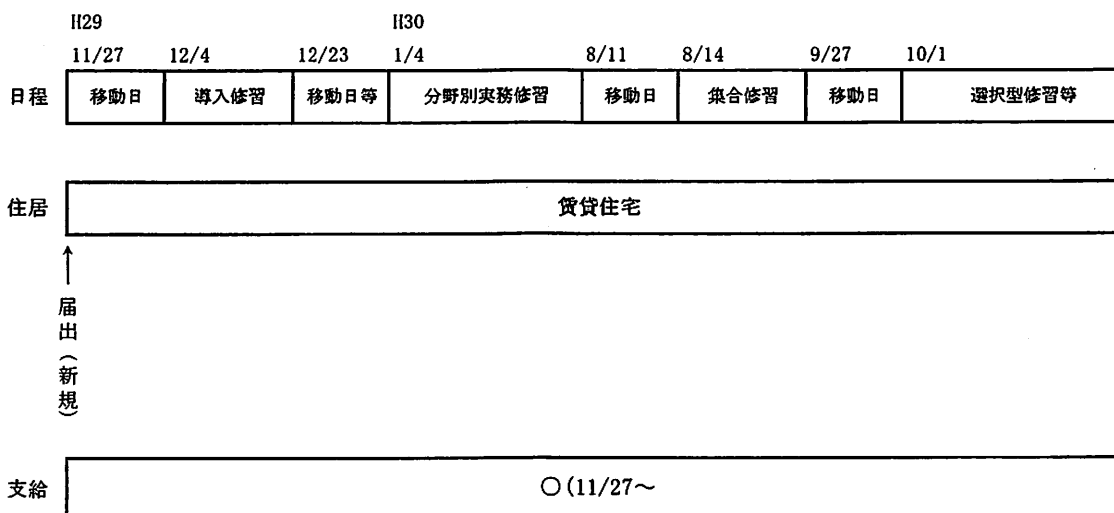 H29 H30
11/27 12/4 12/23 1/4 8/11 8/14 9/27 10/1
日程 移動日 導入修習 移動日等 分野別実務修習 移動日 集合修習 移動日 選択型修習等
住居 賃貸住宅
↑
届出(新規)
支給 ○(11/27~